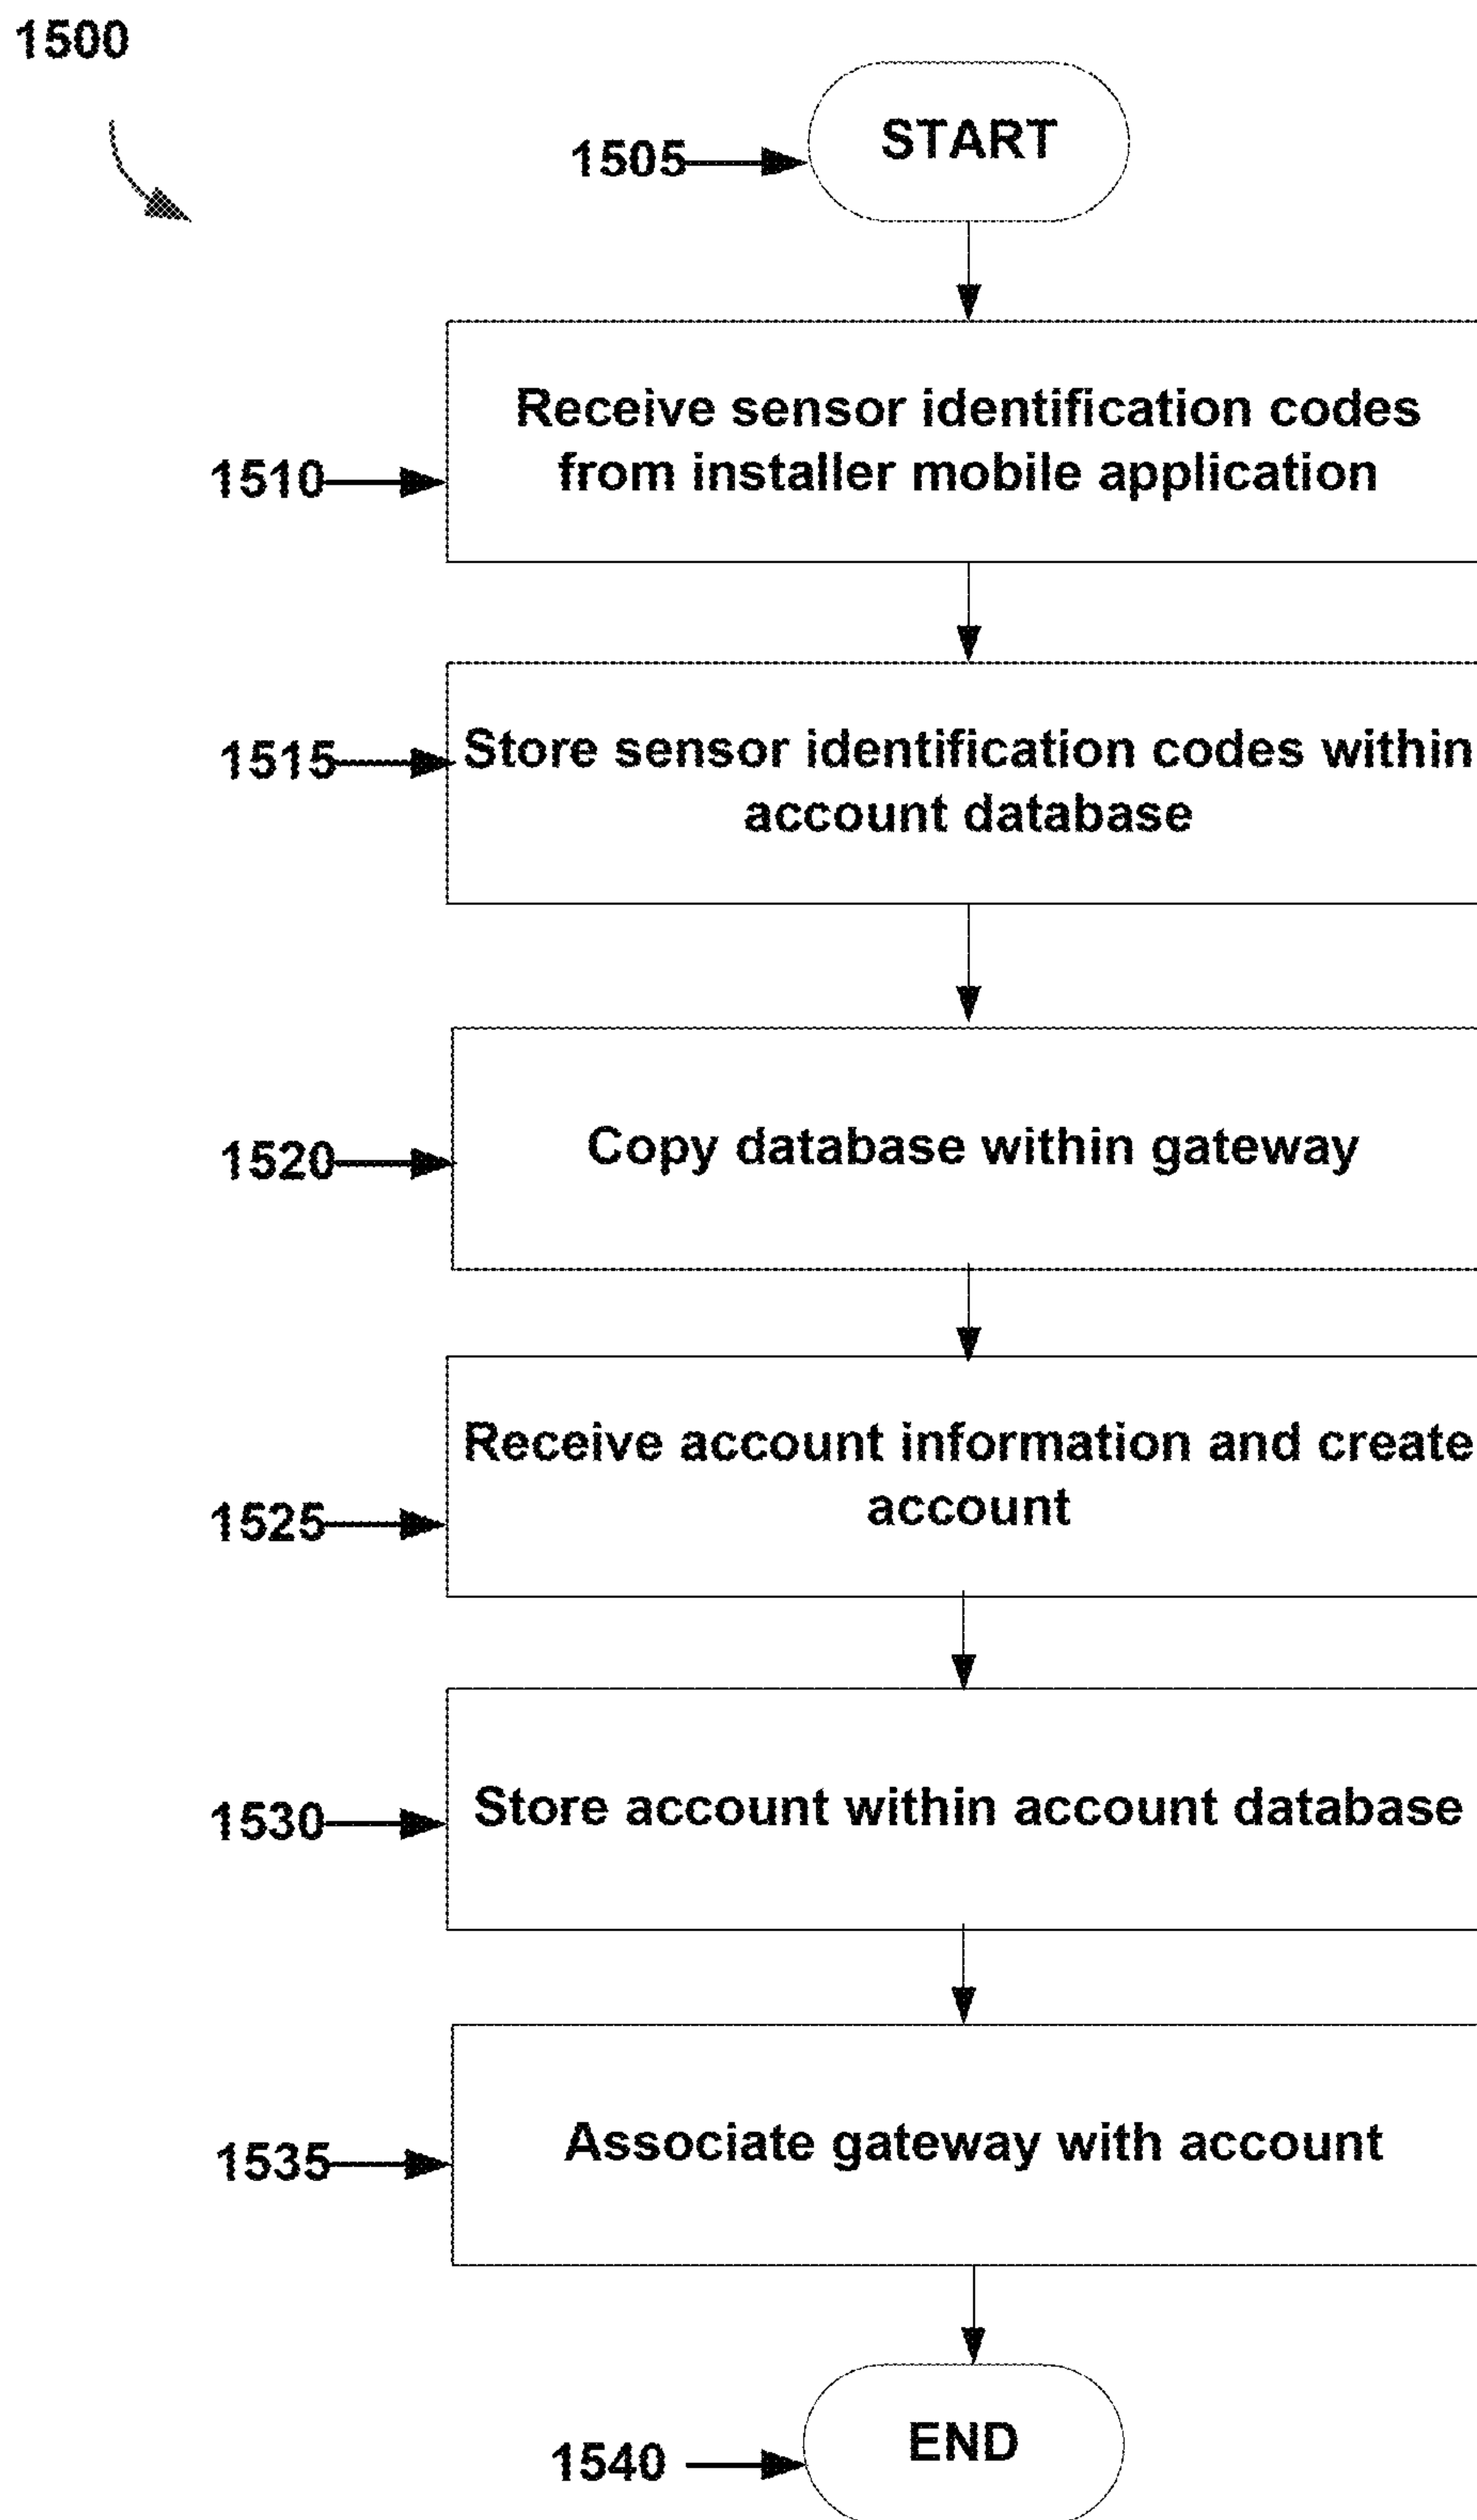 1500
1505
START
Receive sensor identification codes
from installer mobile application
1510
Store sensor identification codes within
1515
account database
Copy database within gateway
1520
Receive account information and create
account
1525
Store account within account database
1530
Associate gateway with account
1535
END
1540